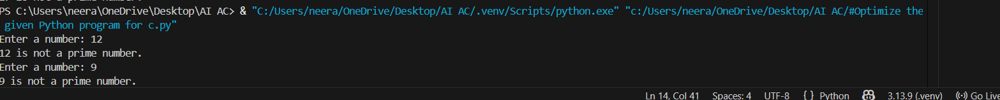 PS C:\Users\neera\OneDrive\Desktop\AI AC> & "C:/Users/neera/OneDrive/Desktop/AI AC/.venv/Scripts/python.exe" "c:/Users/neera/OneDrive/Desktop/AI AC/#Optimize the
given Python program for c.py"
Enter a number: 12
12 is not a prime number.
Enter a number: 9
9 is not a prime number.
Ln 14, Col 41 Spaces: 4 UTF-8 {} Python 3.13.9 (.venv) Go Live